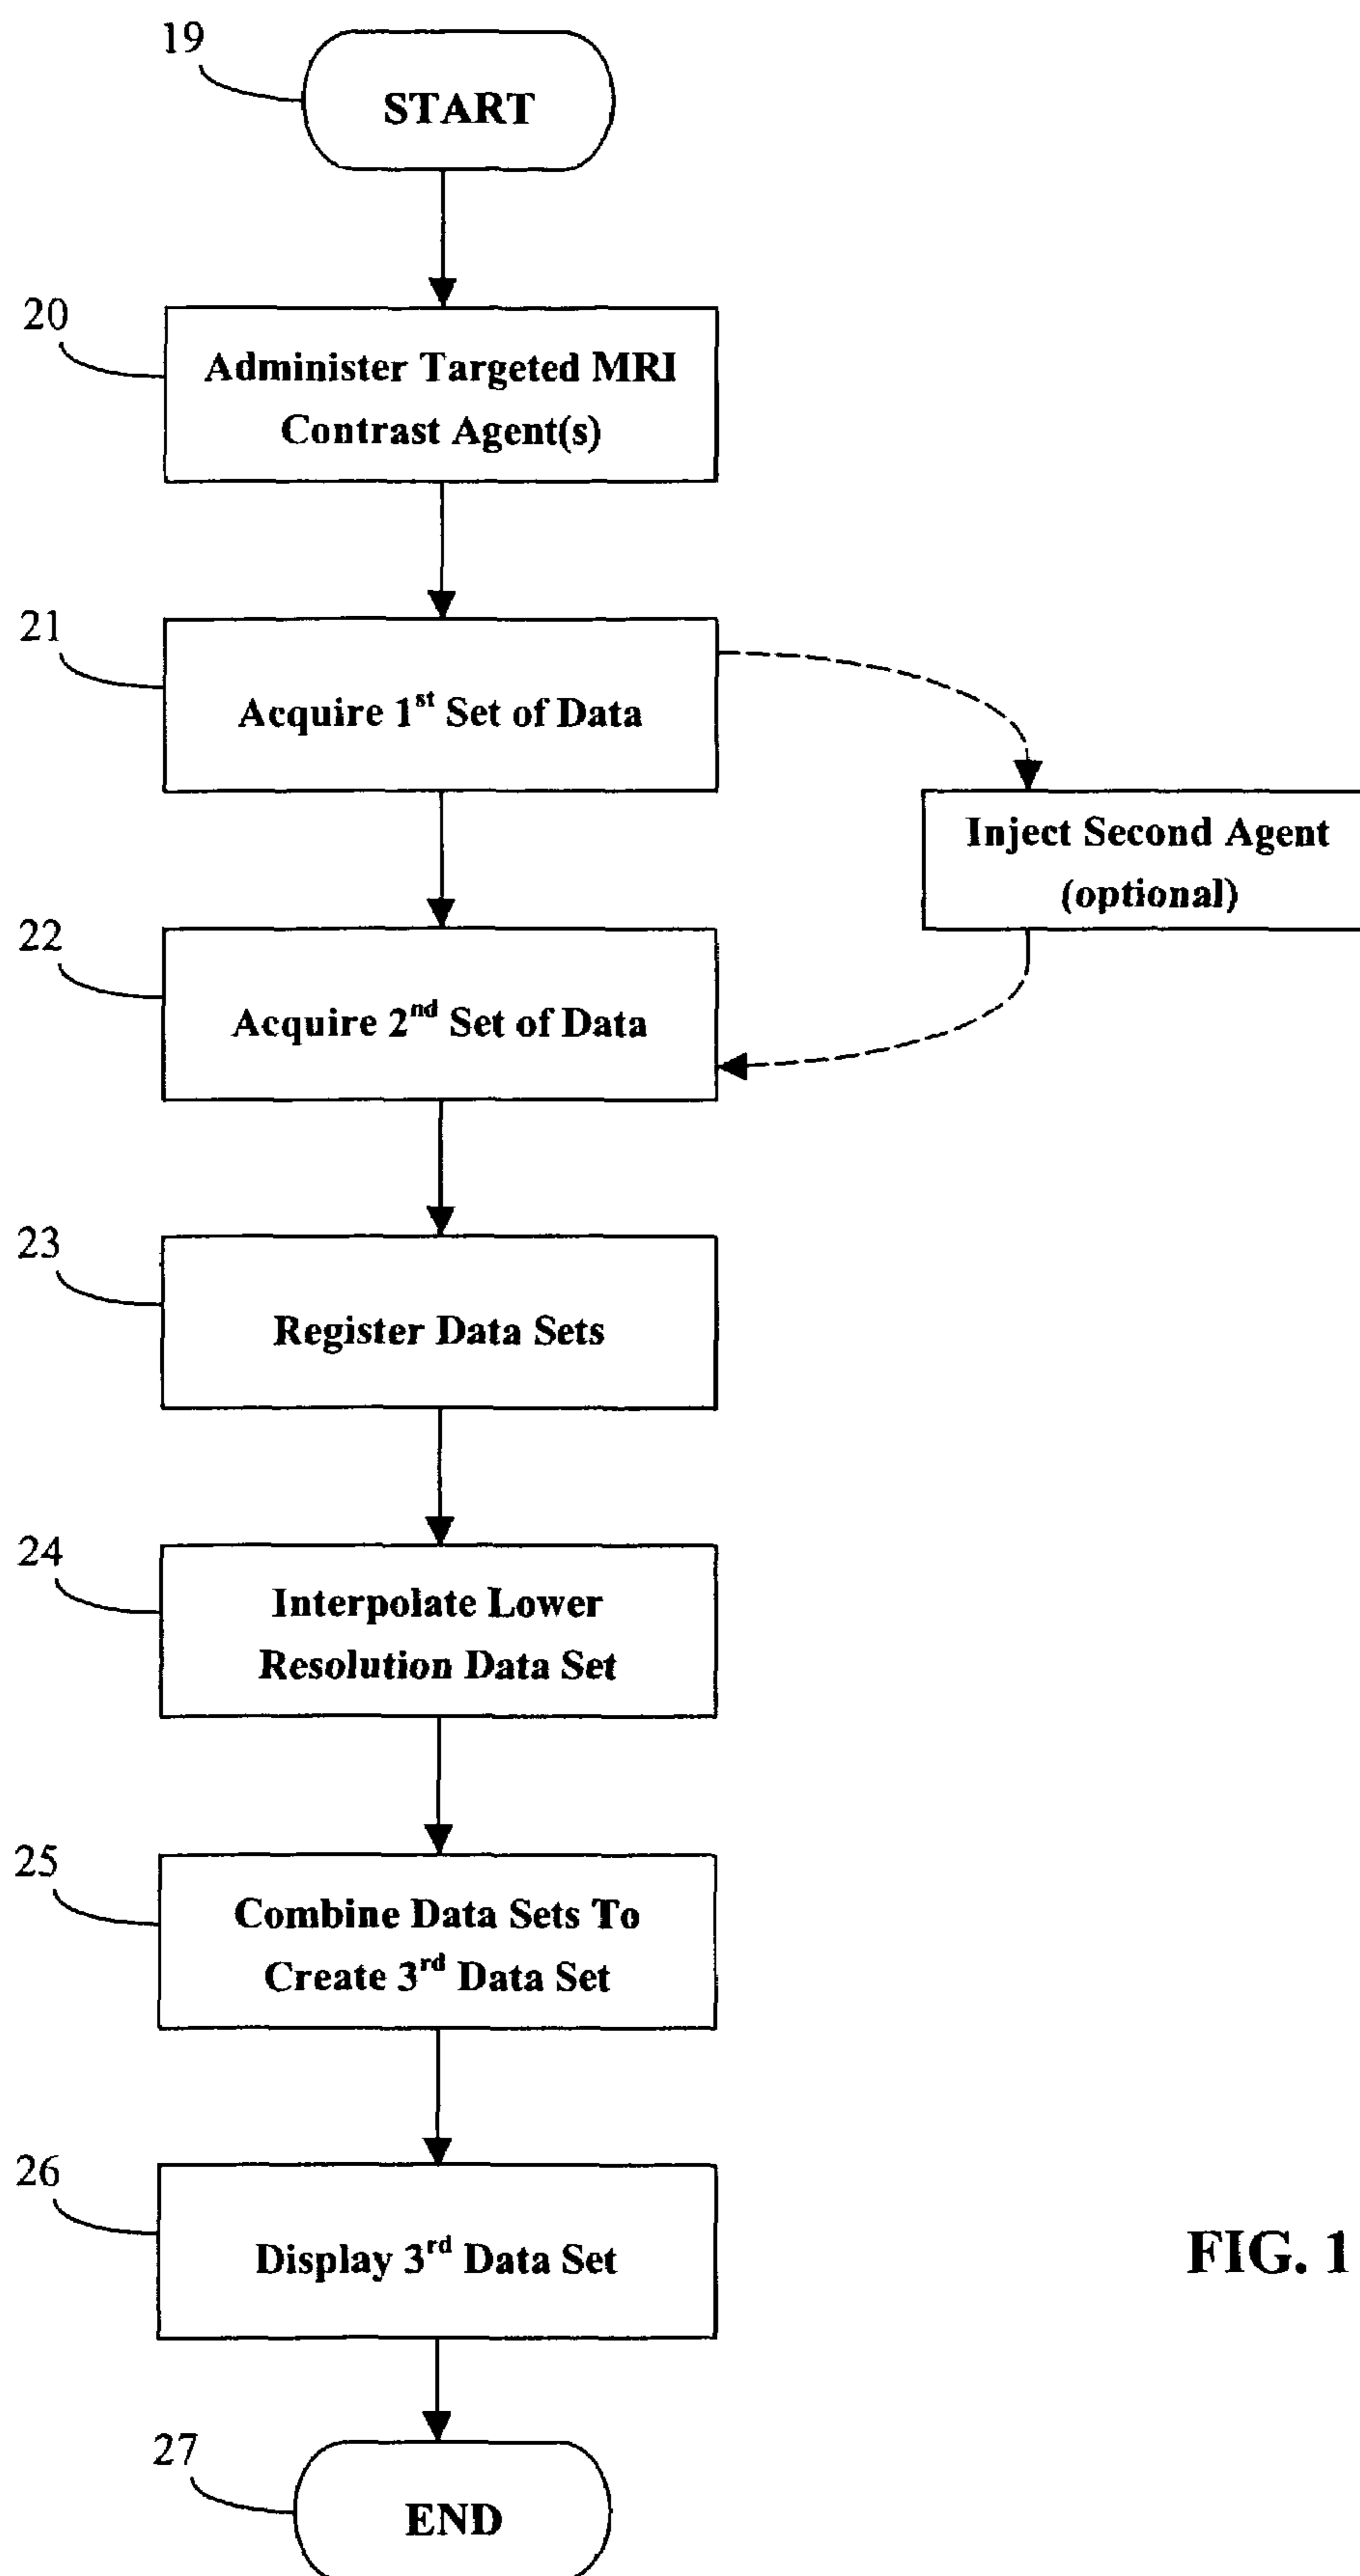 19
START
20
Administer Targeted MRI
Contrast Agent(s)
21
Acquire 1st Set of Data
Inject Second Agent
(optional)
22
Acquire 2nd Set of Data
23
Register Data Sets
24
Interpolate Lower
Resolution Data Set
25
Combine Data Sets To
Create 3rd Data Set
26
Display 3rd Data Set
FIG. 1
27
END